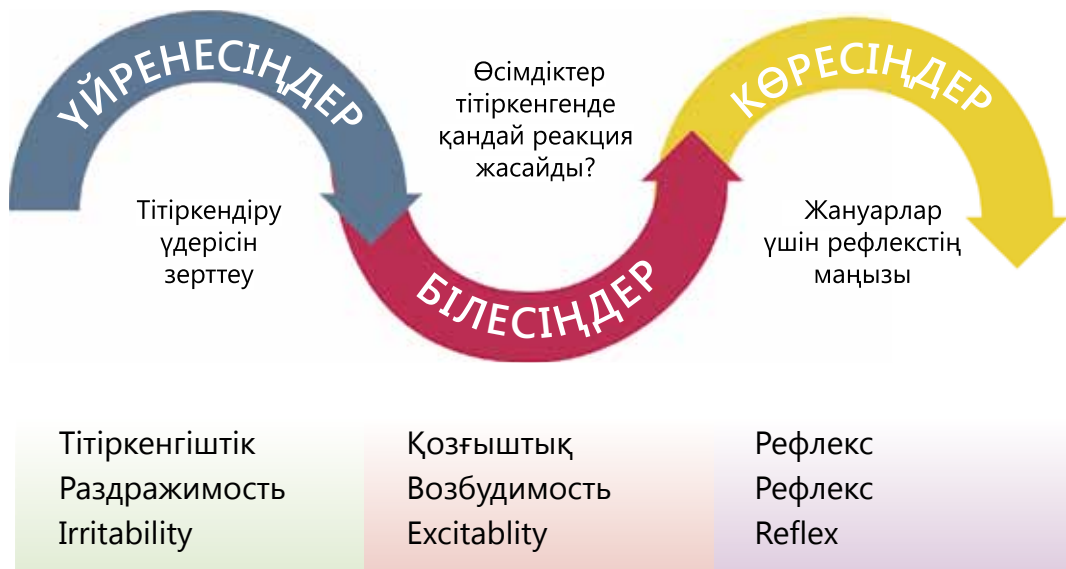 ҮЙРЕНЕСІҢДЕР
Тітіркендіру
үдерісін
зерттеу
Өсімдіктер
тітіркенгенде
қандай реакция
жасайды?
БІЛЕСІҢДЕР
КӨРЕСІҢДЕР
Жануарлар
үшін рефлекстің
маңызы
Тітіркенгіштік
Раздражимость
Irritability
Қозғыштық
Возбудимость
Excitablity
Рефлекс
Рефлекс
Reflex